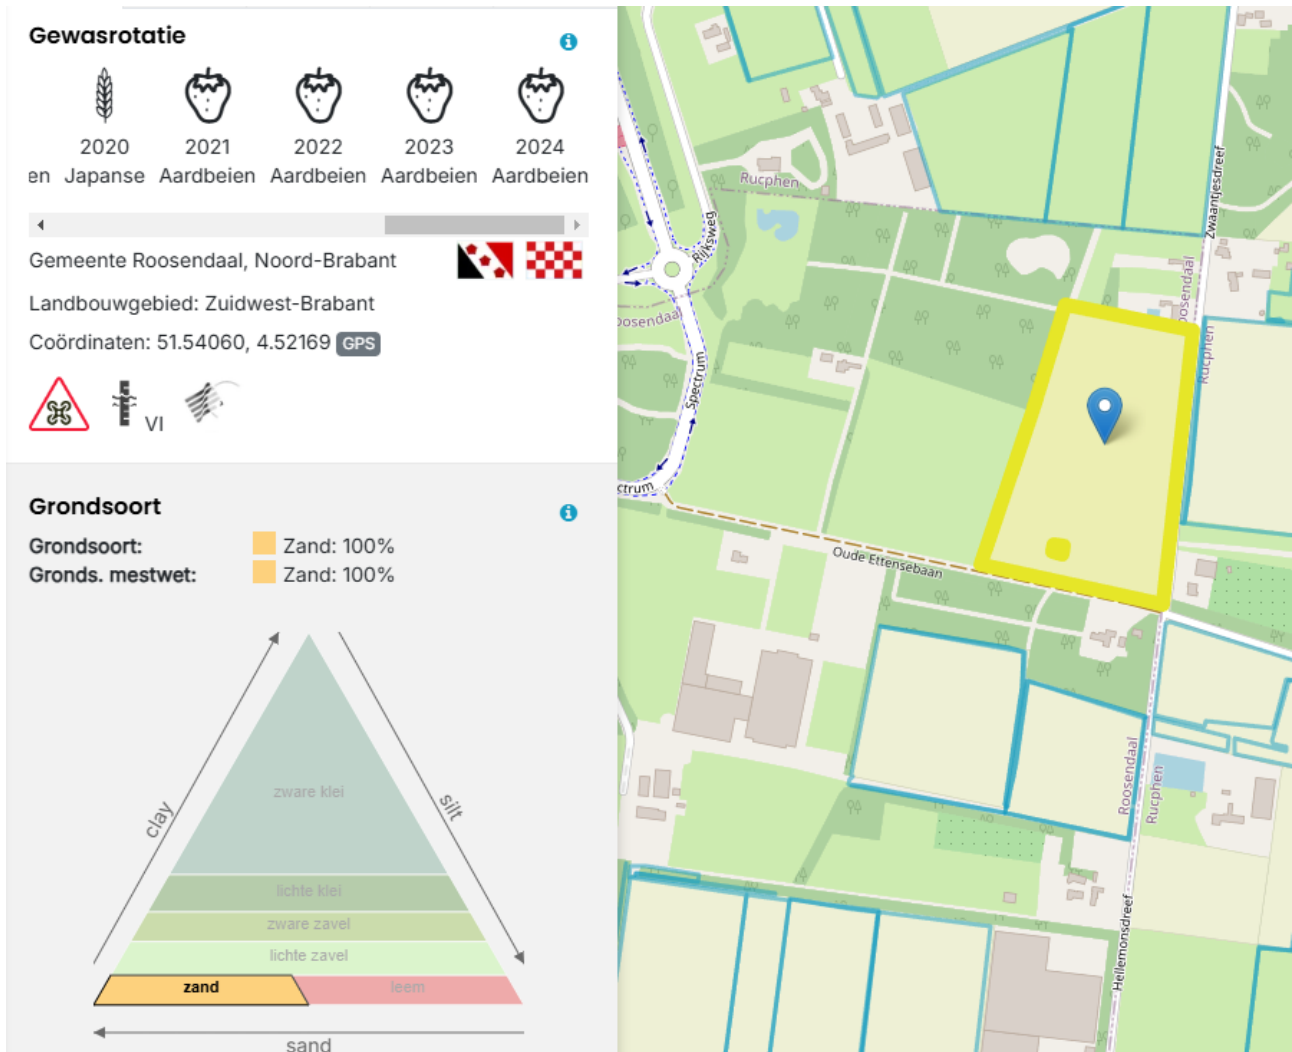 Gewasrotatie
2020 2021 2022 2023 2024
en Japanse Aardbeien Aardbeien Aardbeien Aardbeien
Gemeente Roosendaal, Noord-Brabant
Landbouwgebied: Zuidwest-Brabant
Coördinaten: 51.54060, 4.52169 GPS
VI
Grondsoort
Grondsoort: Zand: 100%
Gronds. mestwet: Zand: 100%
clay
silt
zware klei
lichte klei
zware zavel
lichte zavel
zand
leem
sand
Rucphen
Zwaantjesdreef
Rijksweg
oosendaal
oosendaal
Rucphen
Spectrum
ctrum
Oude Ettensebaan
Roosendaal
Rucphen
Hellemonsdreef